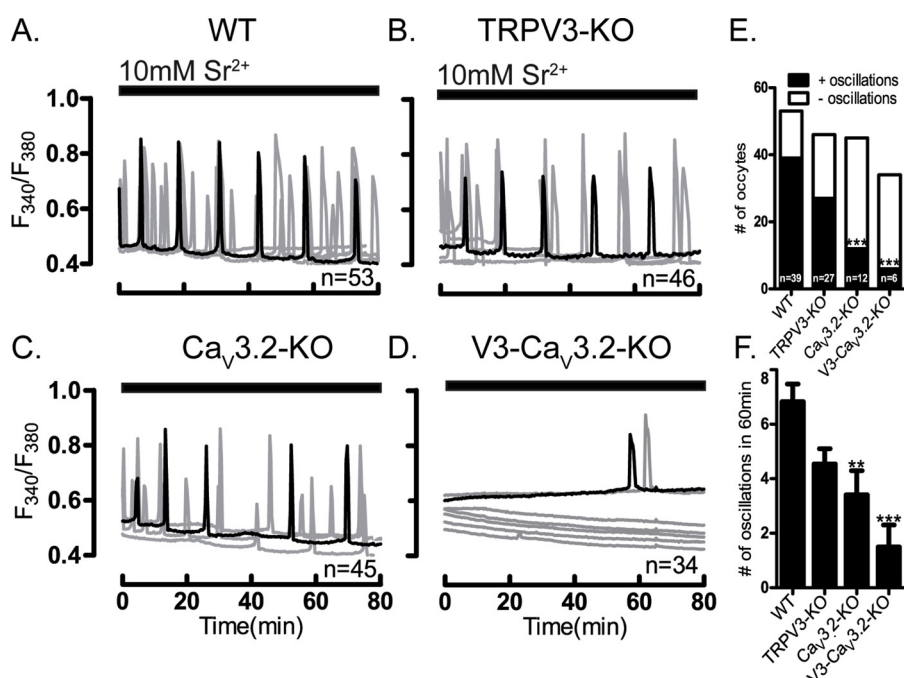 A. WT
10mM Sr²⁺
F₃₄₀/F₃₈₀
1.0
0.8
0.6
0.4
n=53
B. TRPV3-KO
10mM Sr²⁺
n=46
C. Caᵥ3.2-KO
F₃₄₀/F₃₈₀
1.0
0.8
0.6
0.4
n=45
0 20 40 60 80
Time(min)
D. V3-Caᵥ3.2-KO
n=34
0 20 40 60 80
Time(min)
E.
+ oscillations
- oscillations
# of oocytes
60
40
20
0
*** ***
n=39 n=27 n=12 n=6
WT
TRPV3-KO
Caᵥ3.2-KO
V3-Caᵥ3.2-KO
F.
# of oscillations in 60min
8
6
4
2
0
** ***
WT
TRPV3-KO
Caᵥ3.2-KO
V3-Caᵥ3.2-KO